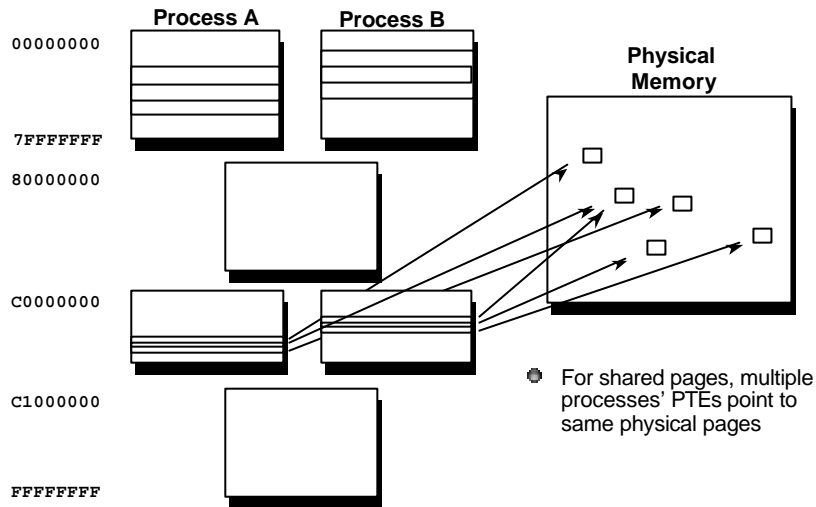 Process A
Process B
00000000
Physical
Memory
7FFFFFFF
80000000
C0000000
For shared pages, multiple
processes' PTEs point to
same physical pages
C1000000
FFFFFFFF